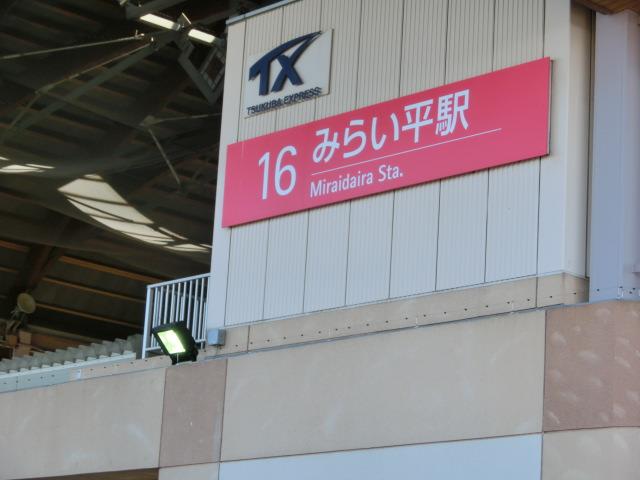 TX
TSUKUBA EXPRESS
16 みらい平駅
Miraidaira Sta.